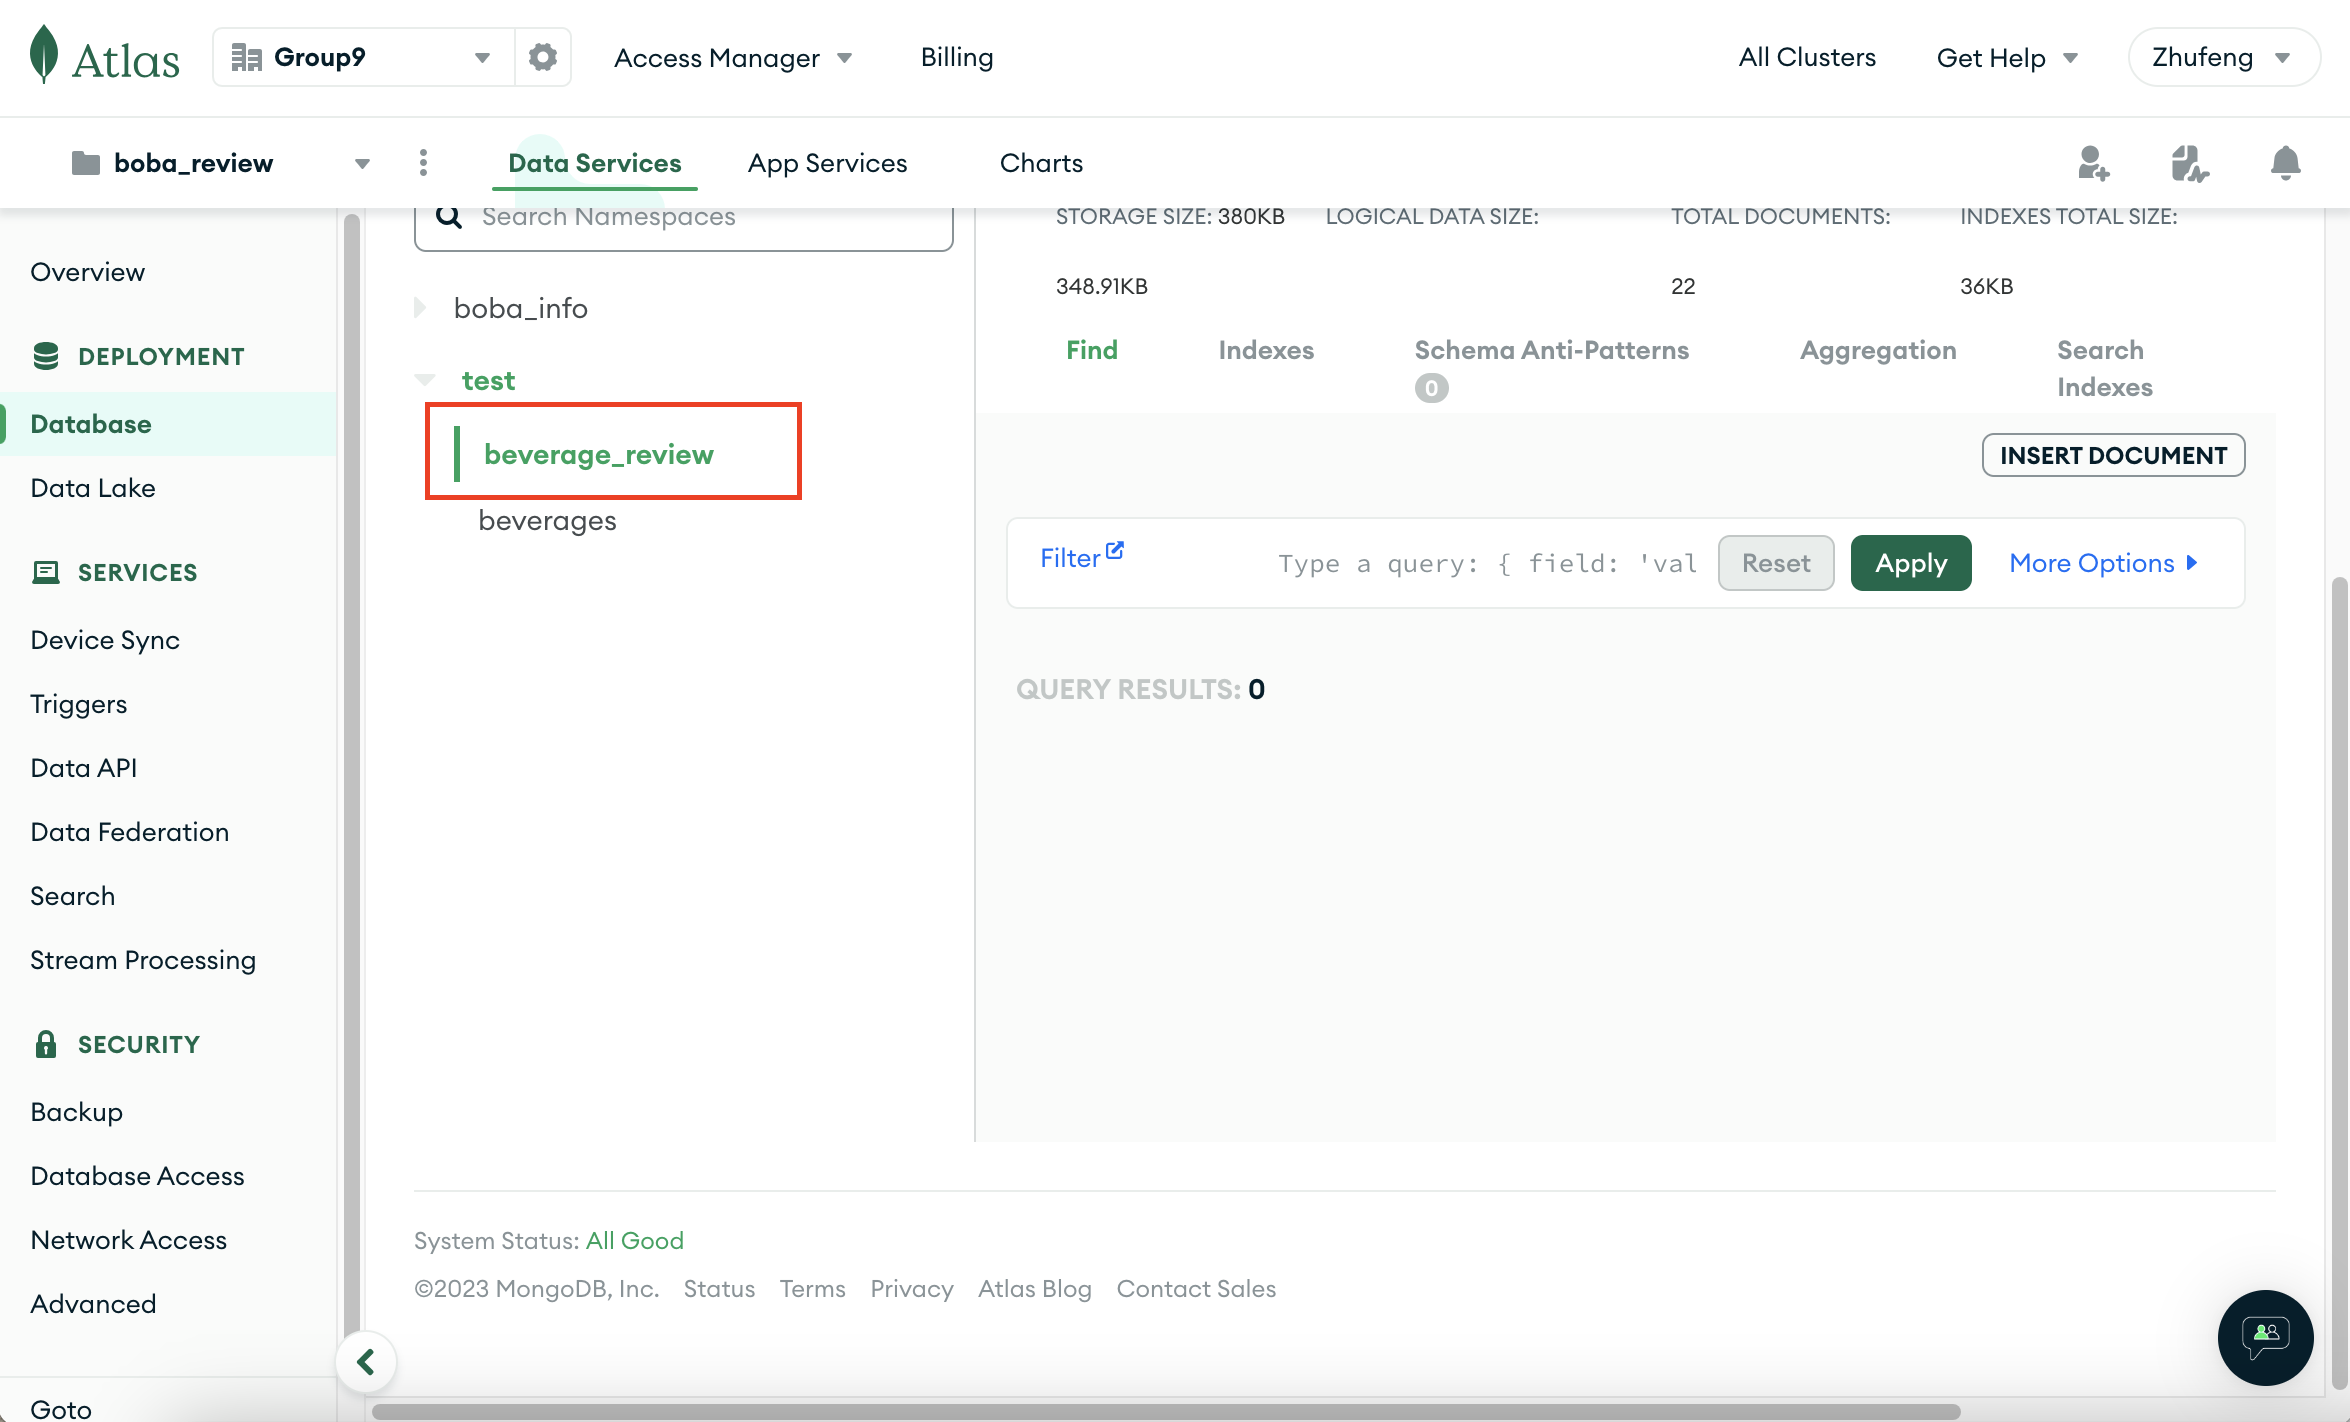 Atlas
Group9
Access Manager
Billing
All Clusters
Get Help
Zhufeng
boba_review
Data Services
App Services
Charts
Overview
DEPLOYMENT
Database
Data Lake
SERVICES
Device Sync
Triggers
Data API
Data Federation
Search
Stream Processing
SECURITY
Backup
Database Access
Network Access
Advanced
Goto
Search Namespaces
boba_info
test
beverage_review
beverages
STORAGE SIZE: 380KB
LOGICAL DATA SIZE:
348.91KB
TOTAL DOCUMENTS:
22
INDEXES TOTAL SIZE:
36KB
Find
Indexes
Schema Anti-Patterns
0
Aggregation
Search
Indexes
INSERT DOCUMENT
Filter
Type a query: { field: 'val
Reset
Apply
More Options
QUERY RESULTS: 0
System Status: All Good
©2023 MongoDB, Inc. Status Terms Privacy Atlas Blog Contact Sales